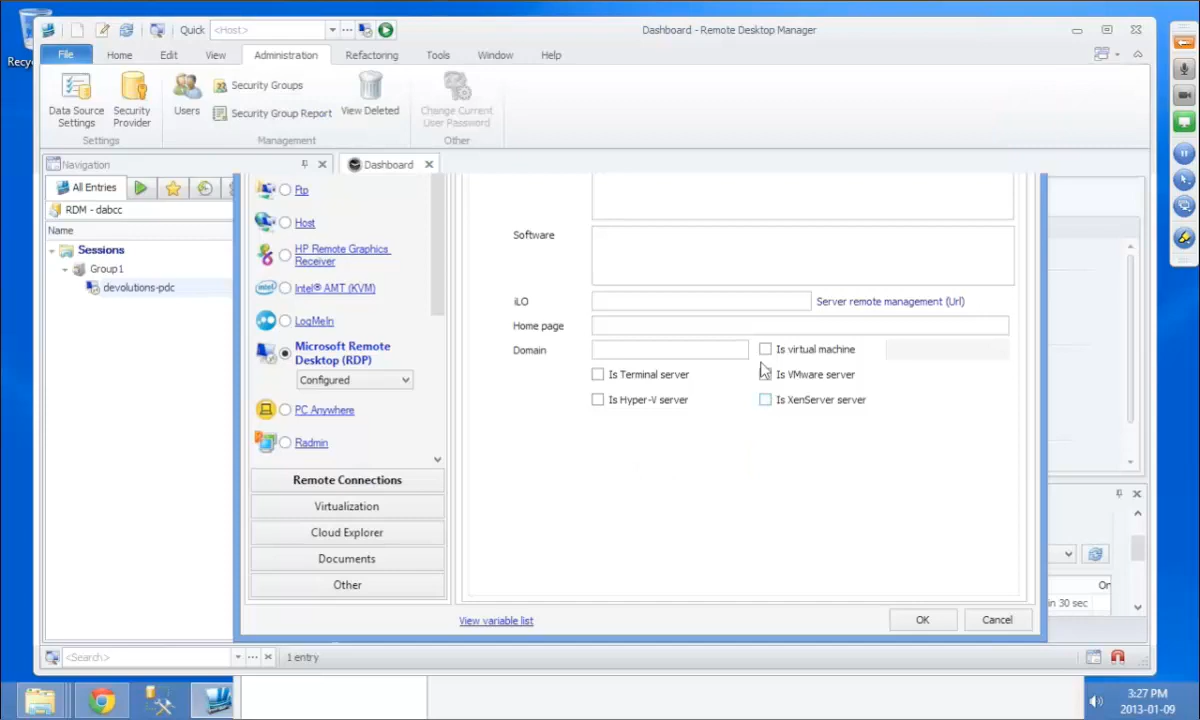 Recy
Quick <Host>
Dashboard - Remote Desktop Manager
File Home Edit View Administration Refactoring Tools Window Help
Data Source Settings
Security Provider
Users
Security Groups
Security Group Report
View Deleted
Change Current User Password
Settings
Management
Other
Navigation
Dashboard
All Entries
RDM - dabcc
Name
Sessions
Group1
devolutions-pdc
Ftp
Host
HP Remote Graphics
Receiver
Intel® AMT (KVM)
LogMeIn
Microsoft Remote
Desktop (RDP)
Configured
PC Anywhere
Radmin
Remote Connections
Virtualization
Cloud Explorer
Documents
Other
Software
iLO
Server remote management (Url)
Home page
Domain
Is virtual machine
Is Terminal server
Is VMware server
Is Hyper-V server
Is XenServer server
View variable list
OK
Cancel
On
in 30 sec
<Search>
1 entry
3:27 PM
2013-01-09